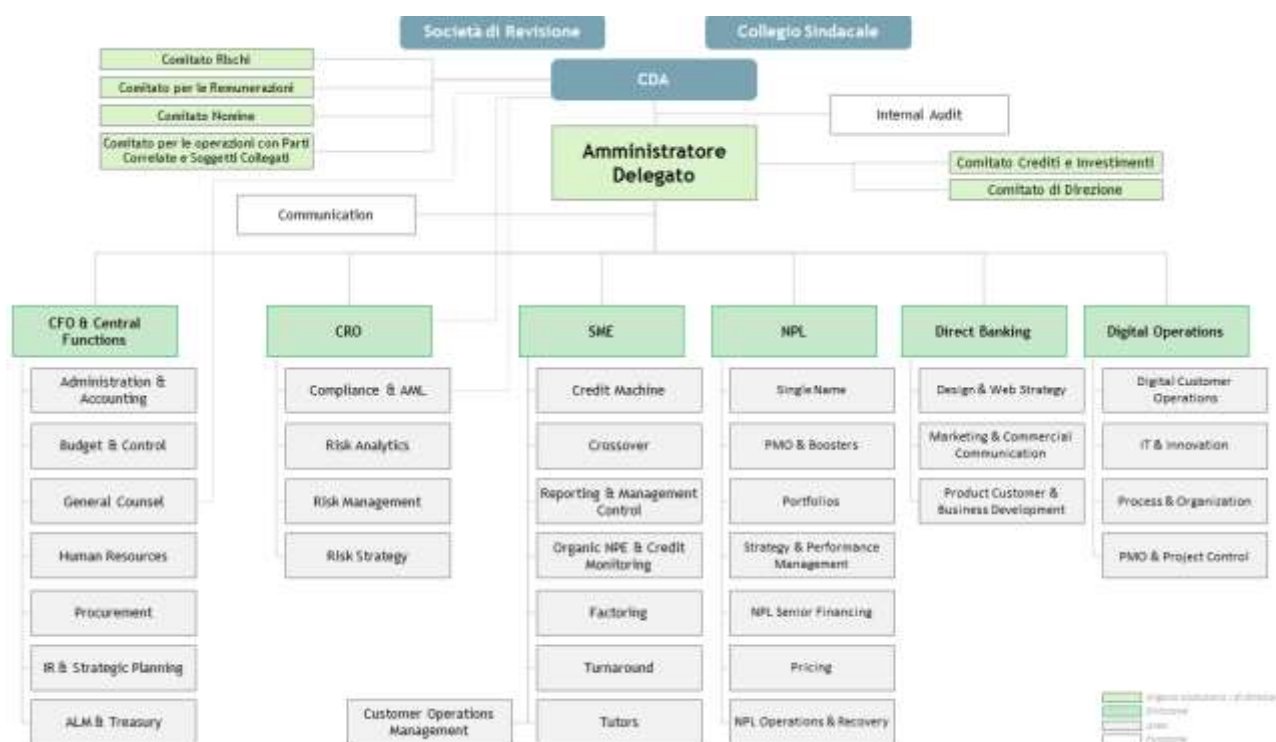 Società di Revisione
Collegio Sindacale
Comitato Rischi
CDA
Comitato per le Remunerazioni
Comitato Nomine
Internal Audit
Comitato per le operazioni con Parti
Correlate e Soggetti Collegati
Amministratore
Delegato
Comitato Crediti e Investimenti
Comitato di Direzione
Communication
CFO & Central
Functions
CRO
SME
NPL
Direct Banking
Digital Operations
Administration &
Accounting
Budget & Control
General Counsel
Human Resources
Procurement
IR & Strategic Planning
ALM & Treasury
Compliance & AML
Risk Analytics
Risk Management
Risk Strategy
Credit Machine
Crossover
Reporting & Management
Control
Organic NPE & Credit
Monitoring
Factoring
Turnaround
Tutors
Customer Operations
Management
Single Name
PMO & Boosters
Portfolios
Strategy & Performance
Management
NPL Senior Financing
Pricing
NPL Operations & Recovery
Design & Web Strategy
Marketing & Commercial
Communication
Product Customer &
Business Development
Digital Customer
Operations
IT & Innovation
Process & Organization
PMO & Project Control
Direzione